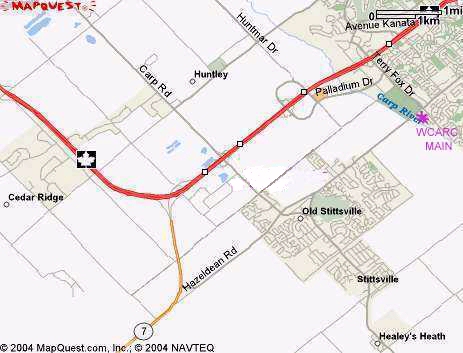 MAPQUEST
0
1mi
1km
Avenue Kanata
Huntmar Dr
Terry Fox Dr
Carp Rd
Huntley
Palladium Dr
Carp River
WCARC
MAIN
Cedar Ridge
Old Stittsville
Hazeldean Rd
Stittsville
7
Healey's Heath
© 2004 MapQuest.com, Inc.; © 2004 NAVTEQ